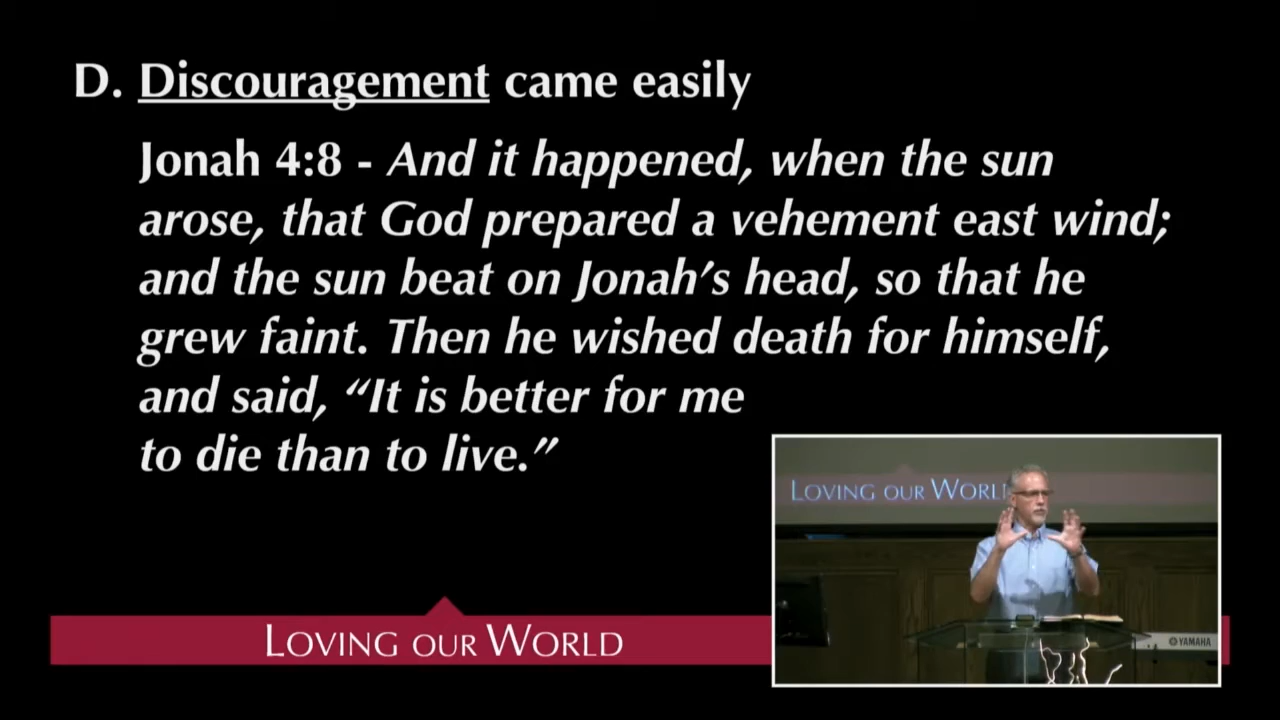 D. Discouragement came easily
Jonah 4:8 - And it happened, when the sun
arose, that God prepared a vehement east wind;
and the sun beat on Jonah’s head, so that he
grew faint. Then he wished death for himself,
and said, “It is better for me
to die than to live.”
LOVING OUR WORL
YAMAHA
LOVING OUR WORLD